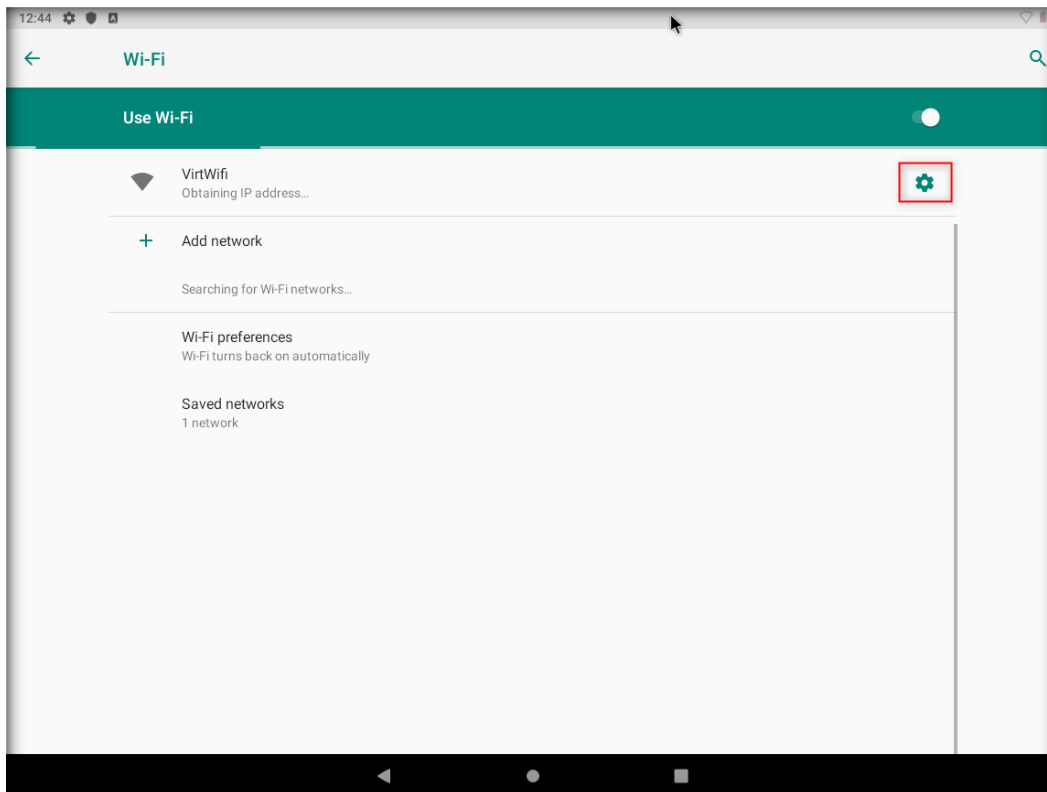 12:44
Wi-Fi
Use Wi-Fi
VirtWifi
Obtaining IP address…
Add network
Searching for Wi-Fi networks…
Wi-Fi preferences
Wi-Fi turns back on automatically
Saved networks
1 network